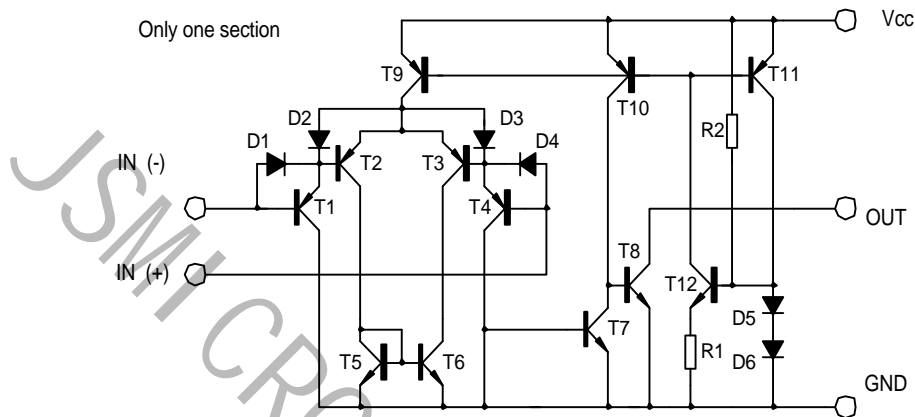 Only one section
Vcc
T9
T10
T11
D2
D3
D1
D4
R2
IN (-)
T2
T3
T1
T4
OUT
T8
IN (+)
T12
D5
T7
T5
T6
R1
D6
GND
JSMICRO